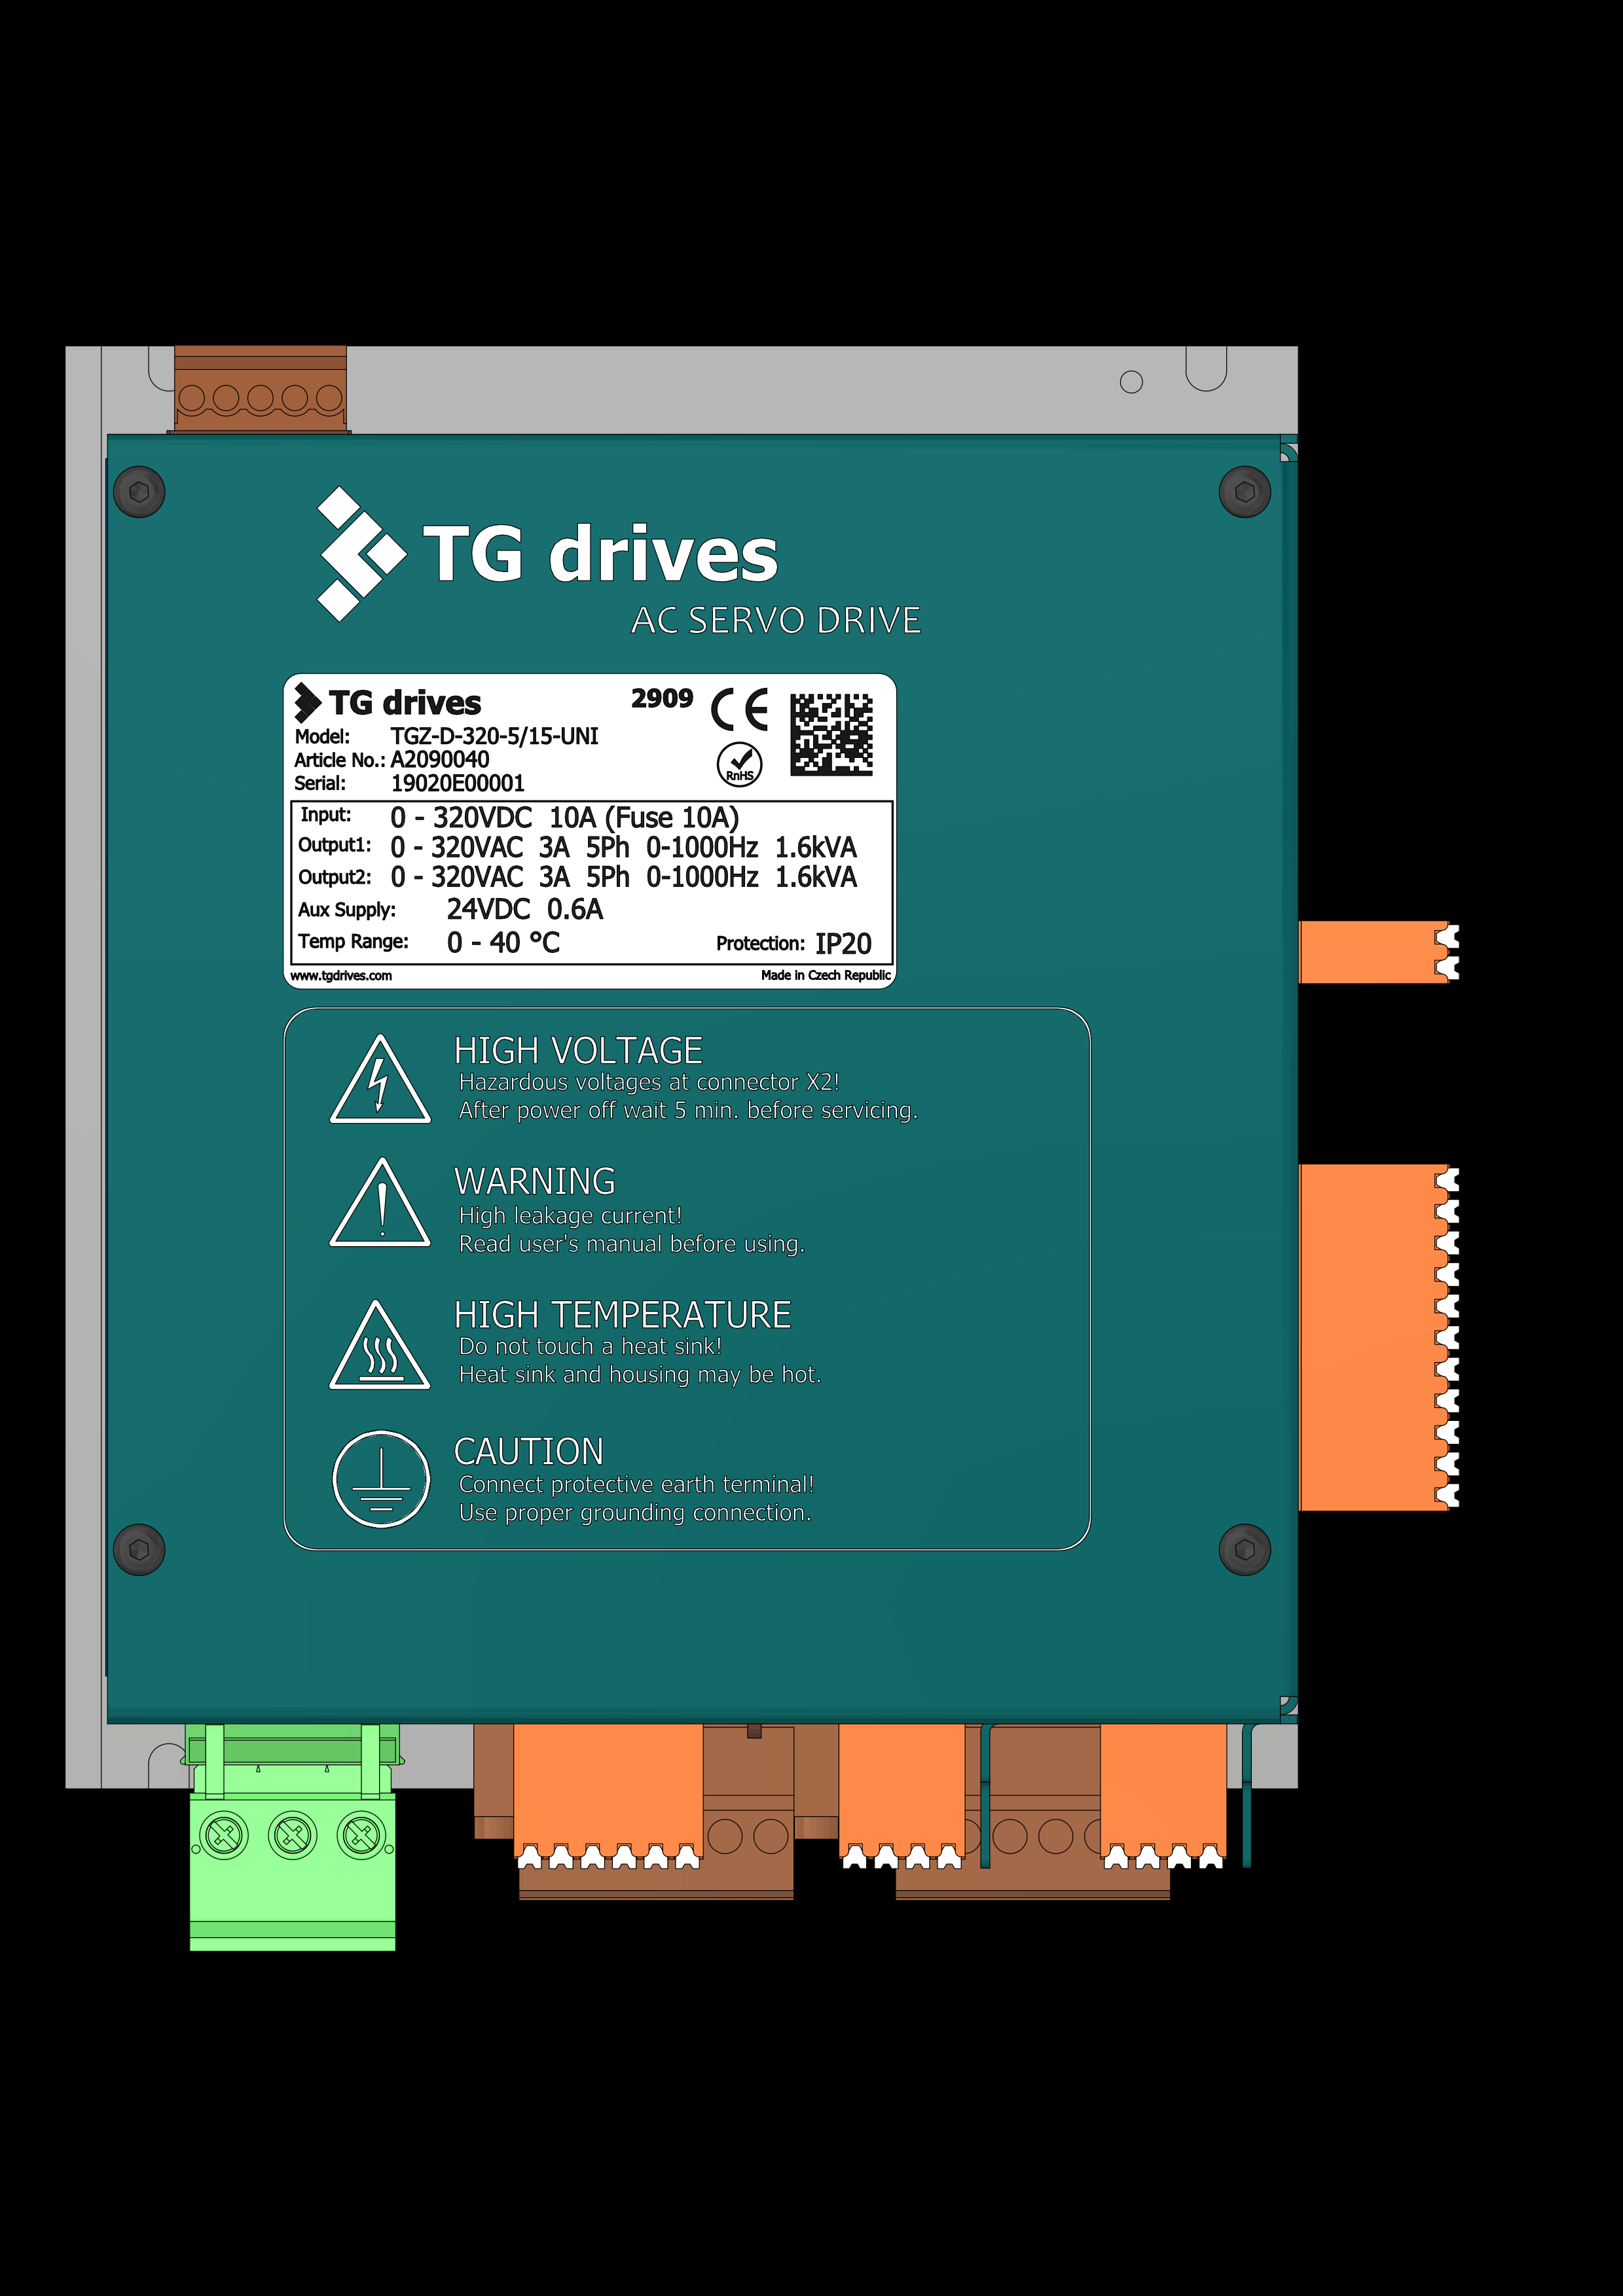 TG drives
AC SERVO DRIVE
TG drives 2909 CE
Model: TGZ-D-320-5/15-UNI
Article No.: A2090040
RnHS
Serial: 19020E00001
Input: 0 - 320VDC 10A (Fuse 10A)
Output1: 0 - 320VAC 3A 5Ph 0-1000Hz 1.6kVA
Output2: 0 - 320VAC 3A 5Ph 0-1000Hz 1.6kVA
Aux Supply: 24VDC 0.6A
Temp Range: 0 - 40 °C Protection: IP20
www.tgdrives.com Made in Czech Republic
HIGH VOLTAGE
Hazardous voltages at connector X2!
After power off wait 5 min. before servicing.
WARNING
High leakage current!
Read user's manual before using.
HIGH TEMPERATURE
Do not touch a heat sink!
Heat sink and housing may be hot.
CAUTION
Connect protective earth terminal!
Use proper grounding connection.